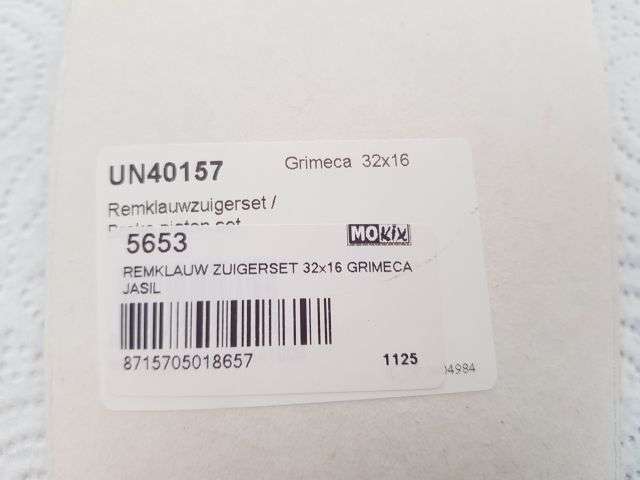 UN40157
Grimeca 32x16
Remklauwzuigerset /
5653
MOKix
REMKLAUW ZUIGERSET 32x16 GRIMECA
JASIL
8715705018657
1125
04984